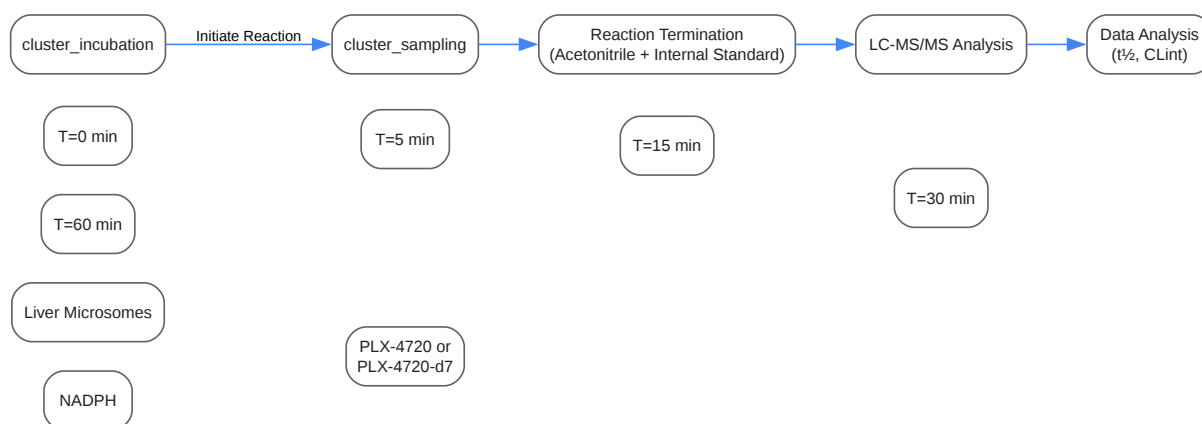 cluster_incubation
Initiate Reaction
cluster_sampling
Reaction Termination
(Acetonitrile + Internal Standard)
LC-MS/MS Analysis
Data Analysis
(t½, CLint)
T=0 min
T=5 min
T=15 min
T=30 min
T=60 min
Liver Microsomes
PLX-4720 or
PLX-4720-d7
NADPH